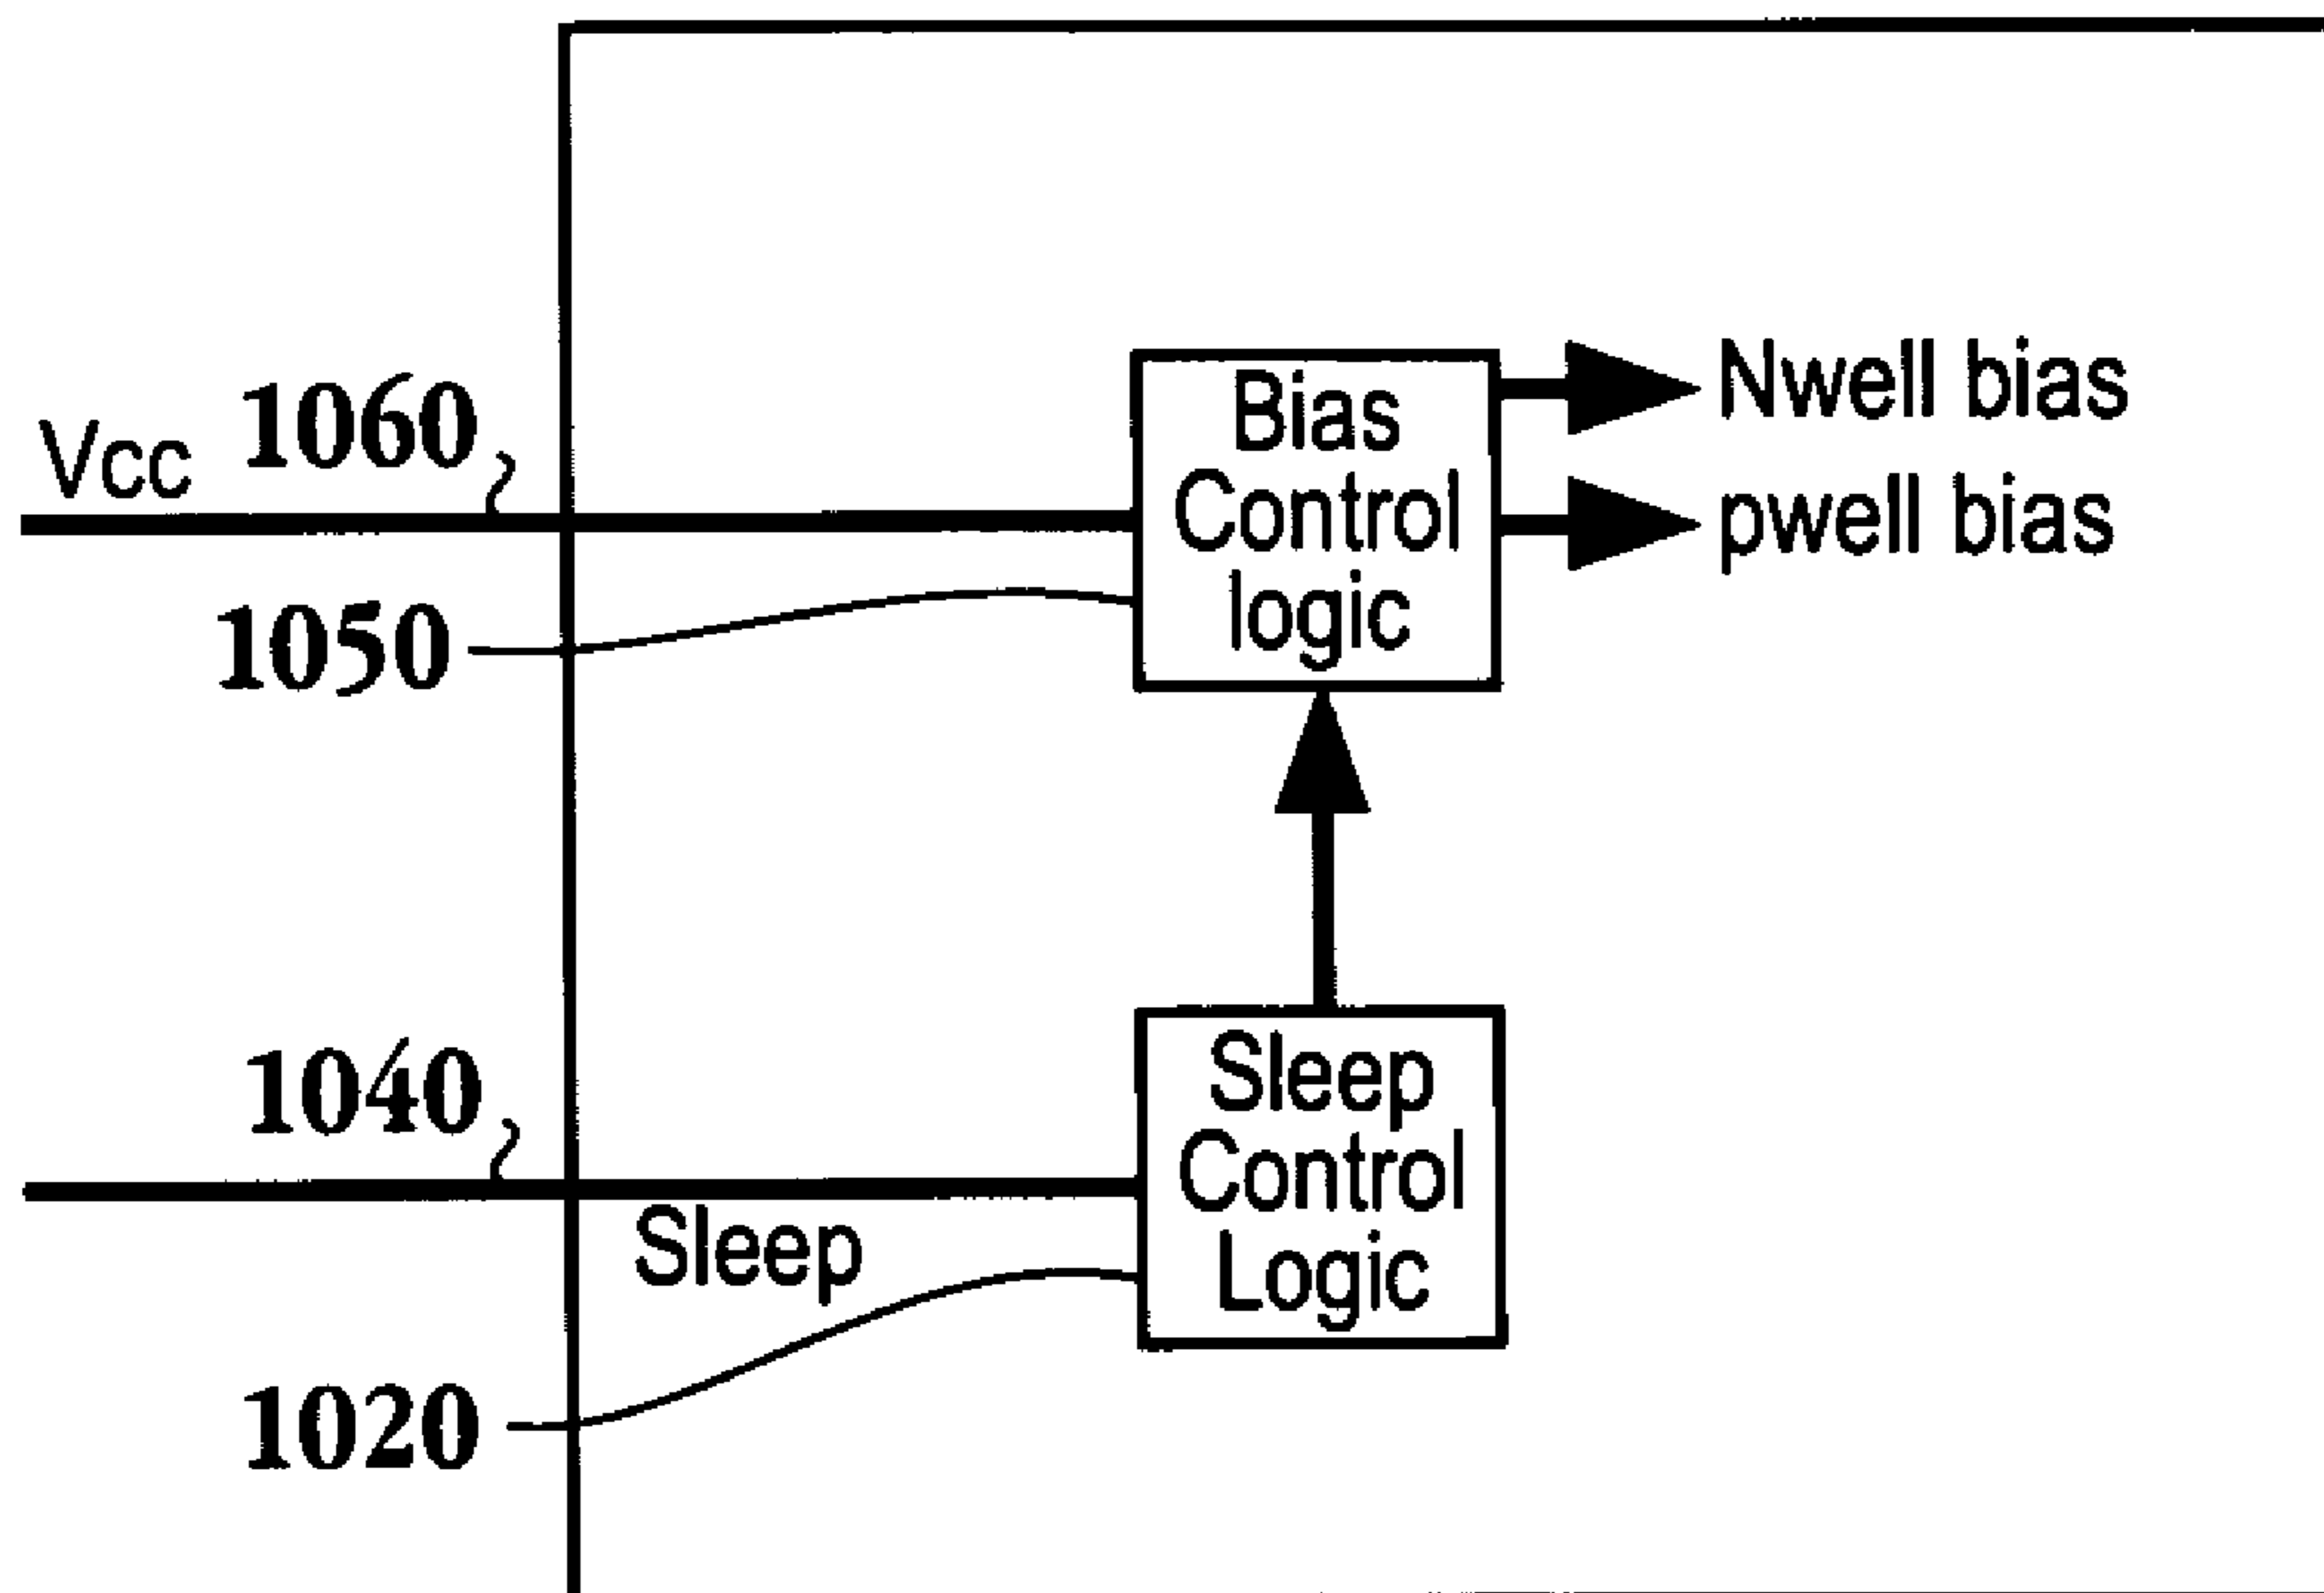 Vcc
1060
1050
Bias
Control
logic
Nwell bias
pwell bias
1040
Sleep
1020
Sleep
Control
Logic